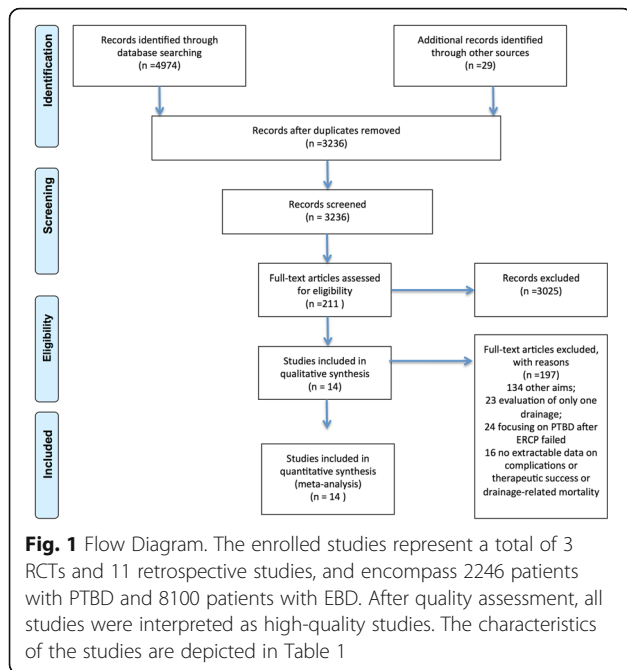 Identification
Records identified through
database searching
(n =4974)
Additional records identified
through other sources
(n =29)
Records after duplicates removed
(n =3236)
Screening
Records screened
(n = 3236)
Full-text articles assessed
for eligibility
(n =211 )
Records excluded
(n =3025)
Eligibility
Studies included in
qualitative synthesis
(n = 14)
Full-text articles excluded,
with reasons
(n =197)
134 other aims;
23 evaluation of only one
drainage;
24 focusing on PTBD after
ERCP failed
16 no extractable data on
complications or
therapeutic success or
drainage-related mortality
Included
Studies included in
quantitative synthesis
(meta-analysis)
(n = 14 )
Fig. 1 Flow Diagram. The enrolled studies represent a total of 3
RCTs and 11 retrospective studies, and encompass 2246 patients
with PTBD and 8100 patients with EBD. After quality assessment, all
studies were interpreted as high-quality studies. The characteristics
of the studies are depicted in Table 1